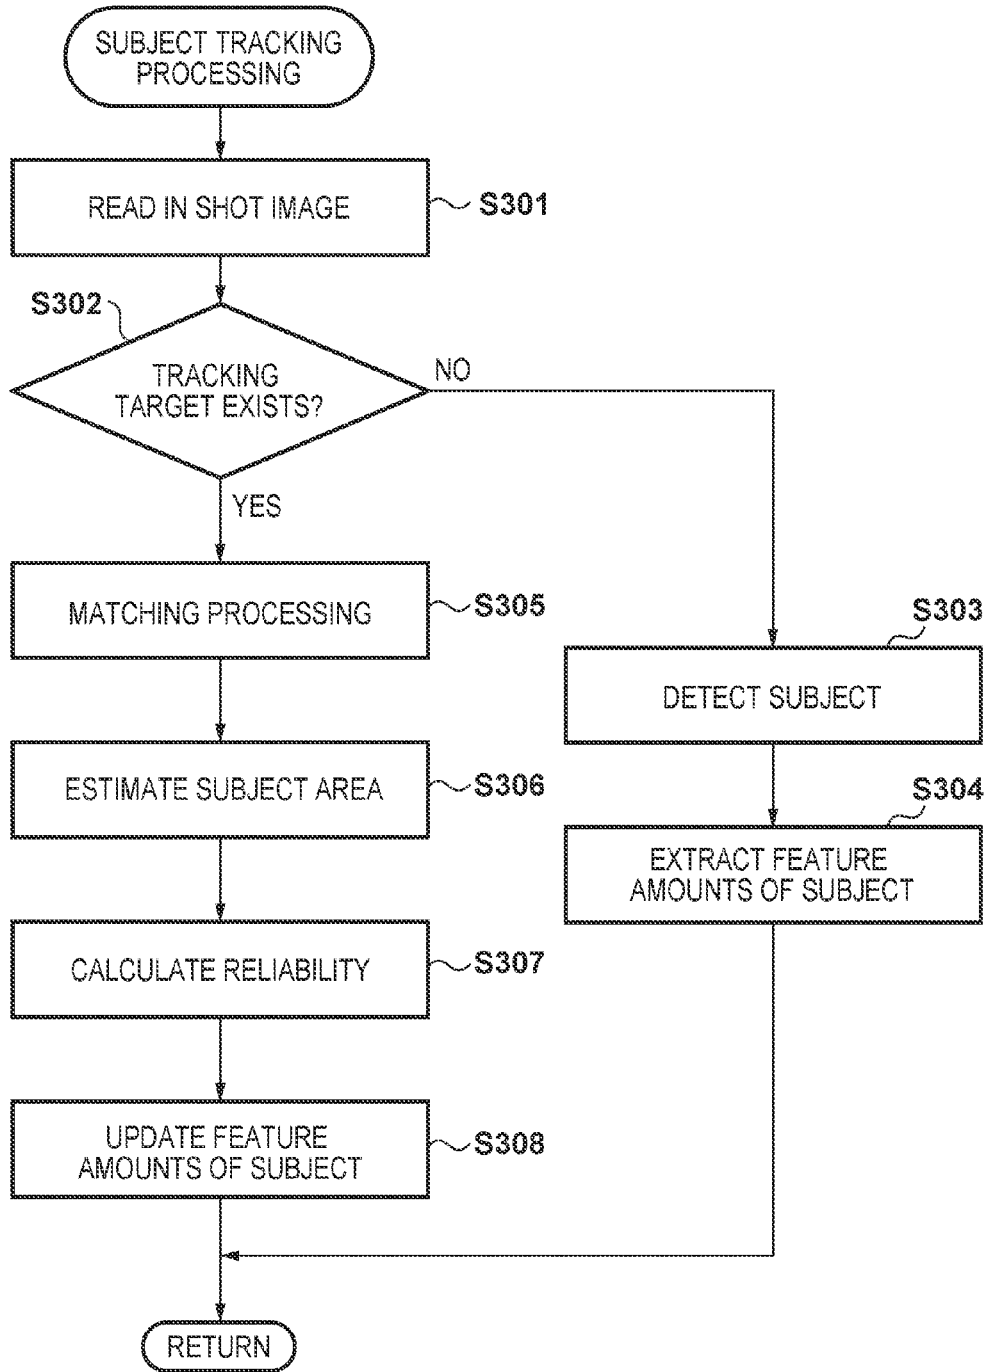 SUBJECT TRACKING
PROCESSING
READ IN SHOT IMAGE
S301
S302
TRACKING
TARGET EXISTS?
NO
YES
MATCHING PROCESSING
S305
S303
DETECT SUBJECT
ESTIMATE SUBJECT AREA
S306
S304
EXTRACT FEATURE
AMOUNTS OF SUBJECT
CALCULATE RELIABILITY
S307
UPDATE FEATURE
AMOUNTS OF SUBJECT
S308
RETURN